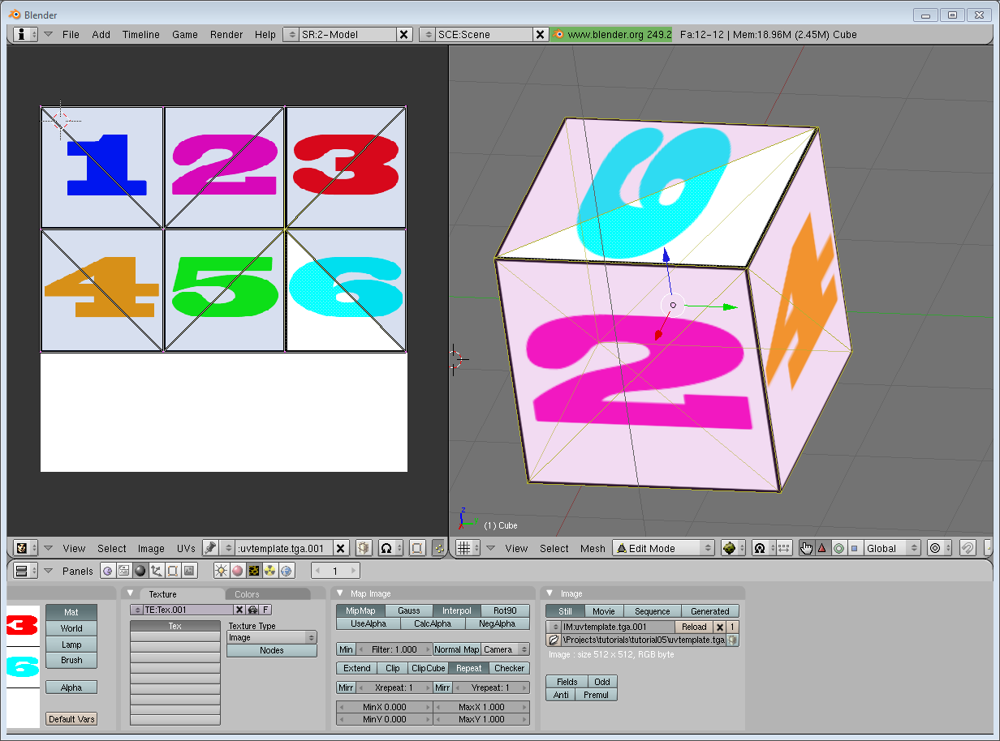 Blender
File Add Timeline Game Render Help SR:2-Model SCE:Scene www.blender.org 249.2 Fa:12-12 | Mem:18.96M (2.45M) Cube
1 2 3
4 5 6
6
2
4
z
(1) Cube
View Select Image UVs :uvtemplate.tga.001
View Select Mesh Edit Mode Global
Panels 1
3
6
Mat
World
Lamp
Brush
Alpha
Default Vars
Texture Colors
TE:Tex.001 F
Tex
Texture Type
Image
Nodes
Map Image
MipMap Gauss Interpol Rot90
UseAlpha CalcAlpha NegAlpha
Min Filter: 1.000 Normal Map Camera
Extend Clip ClipCube Repeat Checker
Mirr Xrepeat: 1 Mirr Yrepeat: 1
MinX 0.000 MaxX 1.000
MinY 0.000 MaxY 1.000
Image
Still Movie Sequence Generated
IM:uvtemplate.tga.001 Reload 1
\Projects\tutorials\tutorial05\uvtemplate.tga
Image : size 512 x 512, RGB byte
Fields Odd
Anti Premul